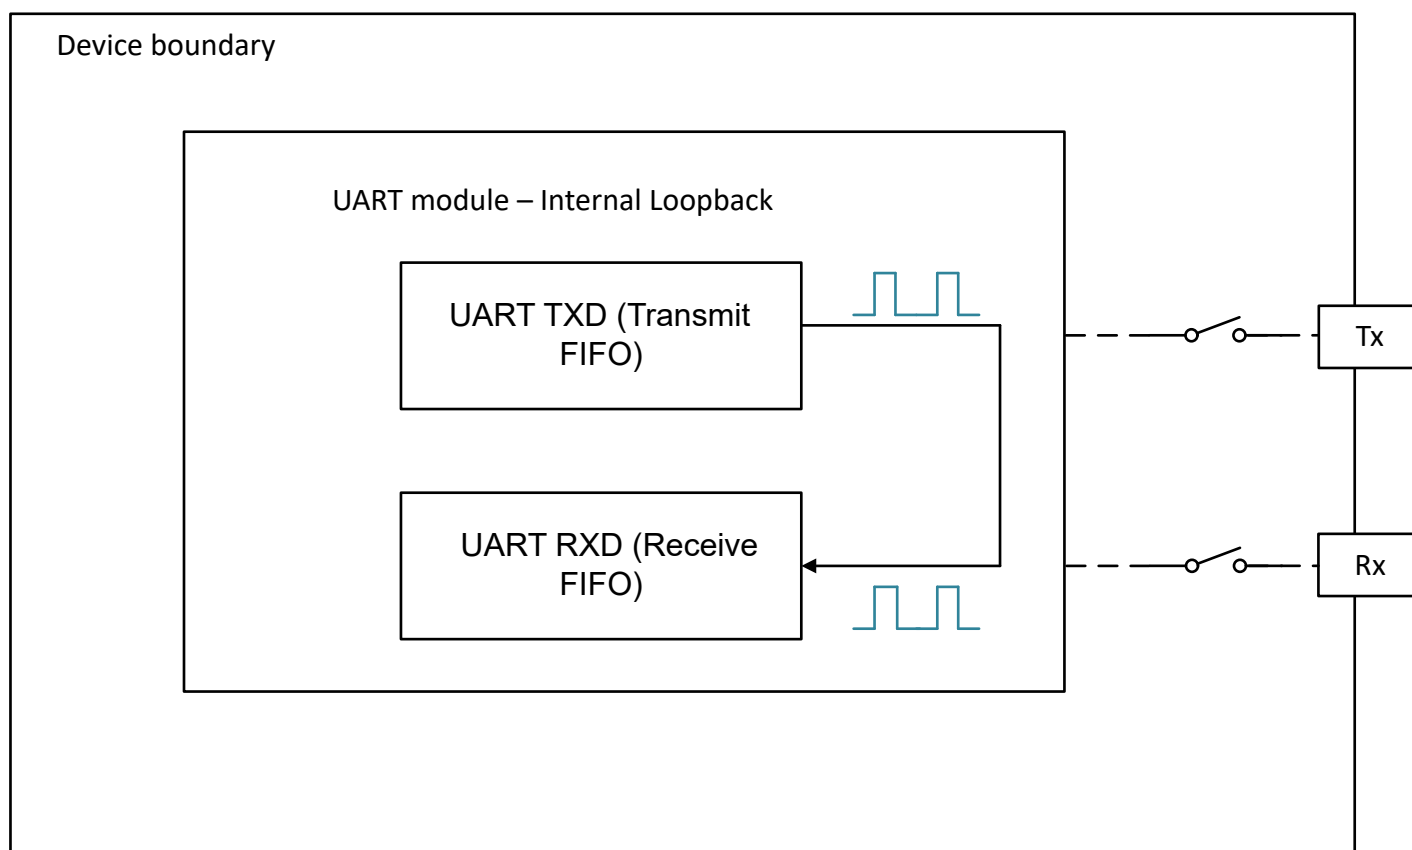 Device boundary
UART module – Internal Loopback
UART TXD (Transmit
FIFO)
Tx
UART RXD (Receive
FIFO)
Rx